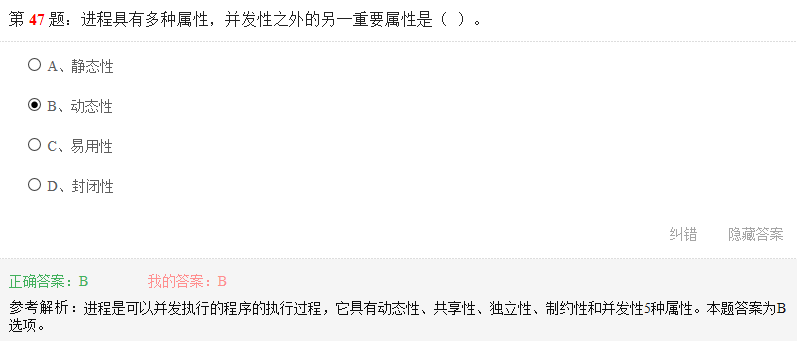 第 47 题：进程具有多种属性，并发性之外的另一重要属性是（ ）。
A、静态性
B、动态性
C、易用性
D、封闭性
纠错 隐藏答案
正确答案：B 我的答案：B
参考解析：进程是可以并发执行的程序的执行过程，它具有动态性、共享性、独立性、制约性和并发性5种属性。本题答案为B
选项。